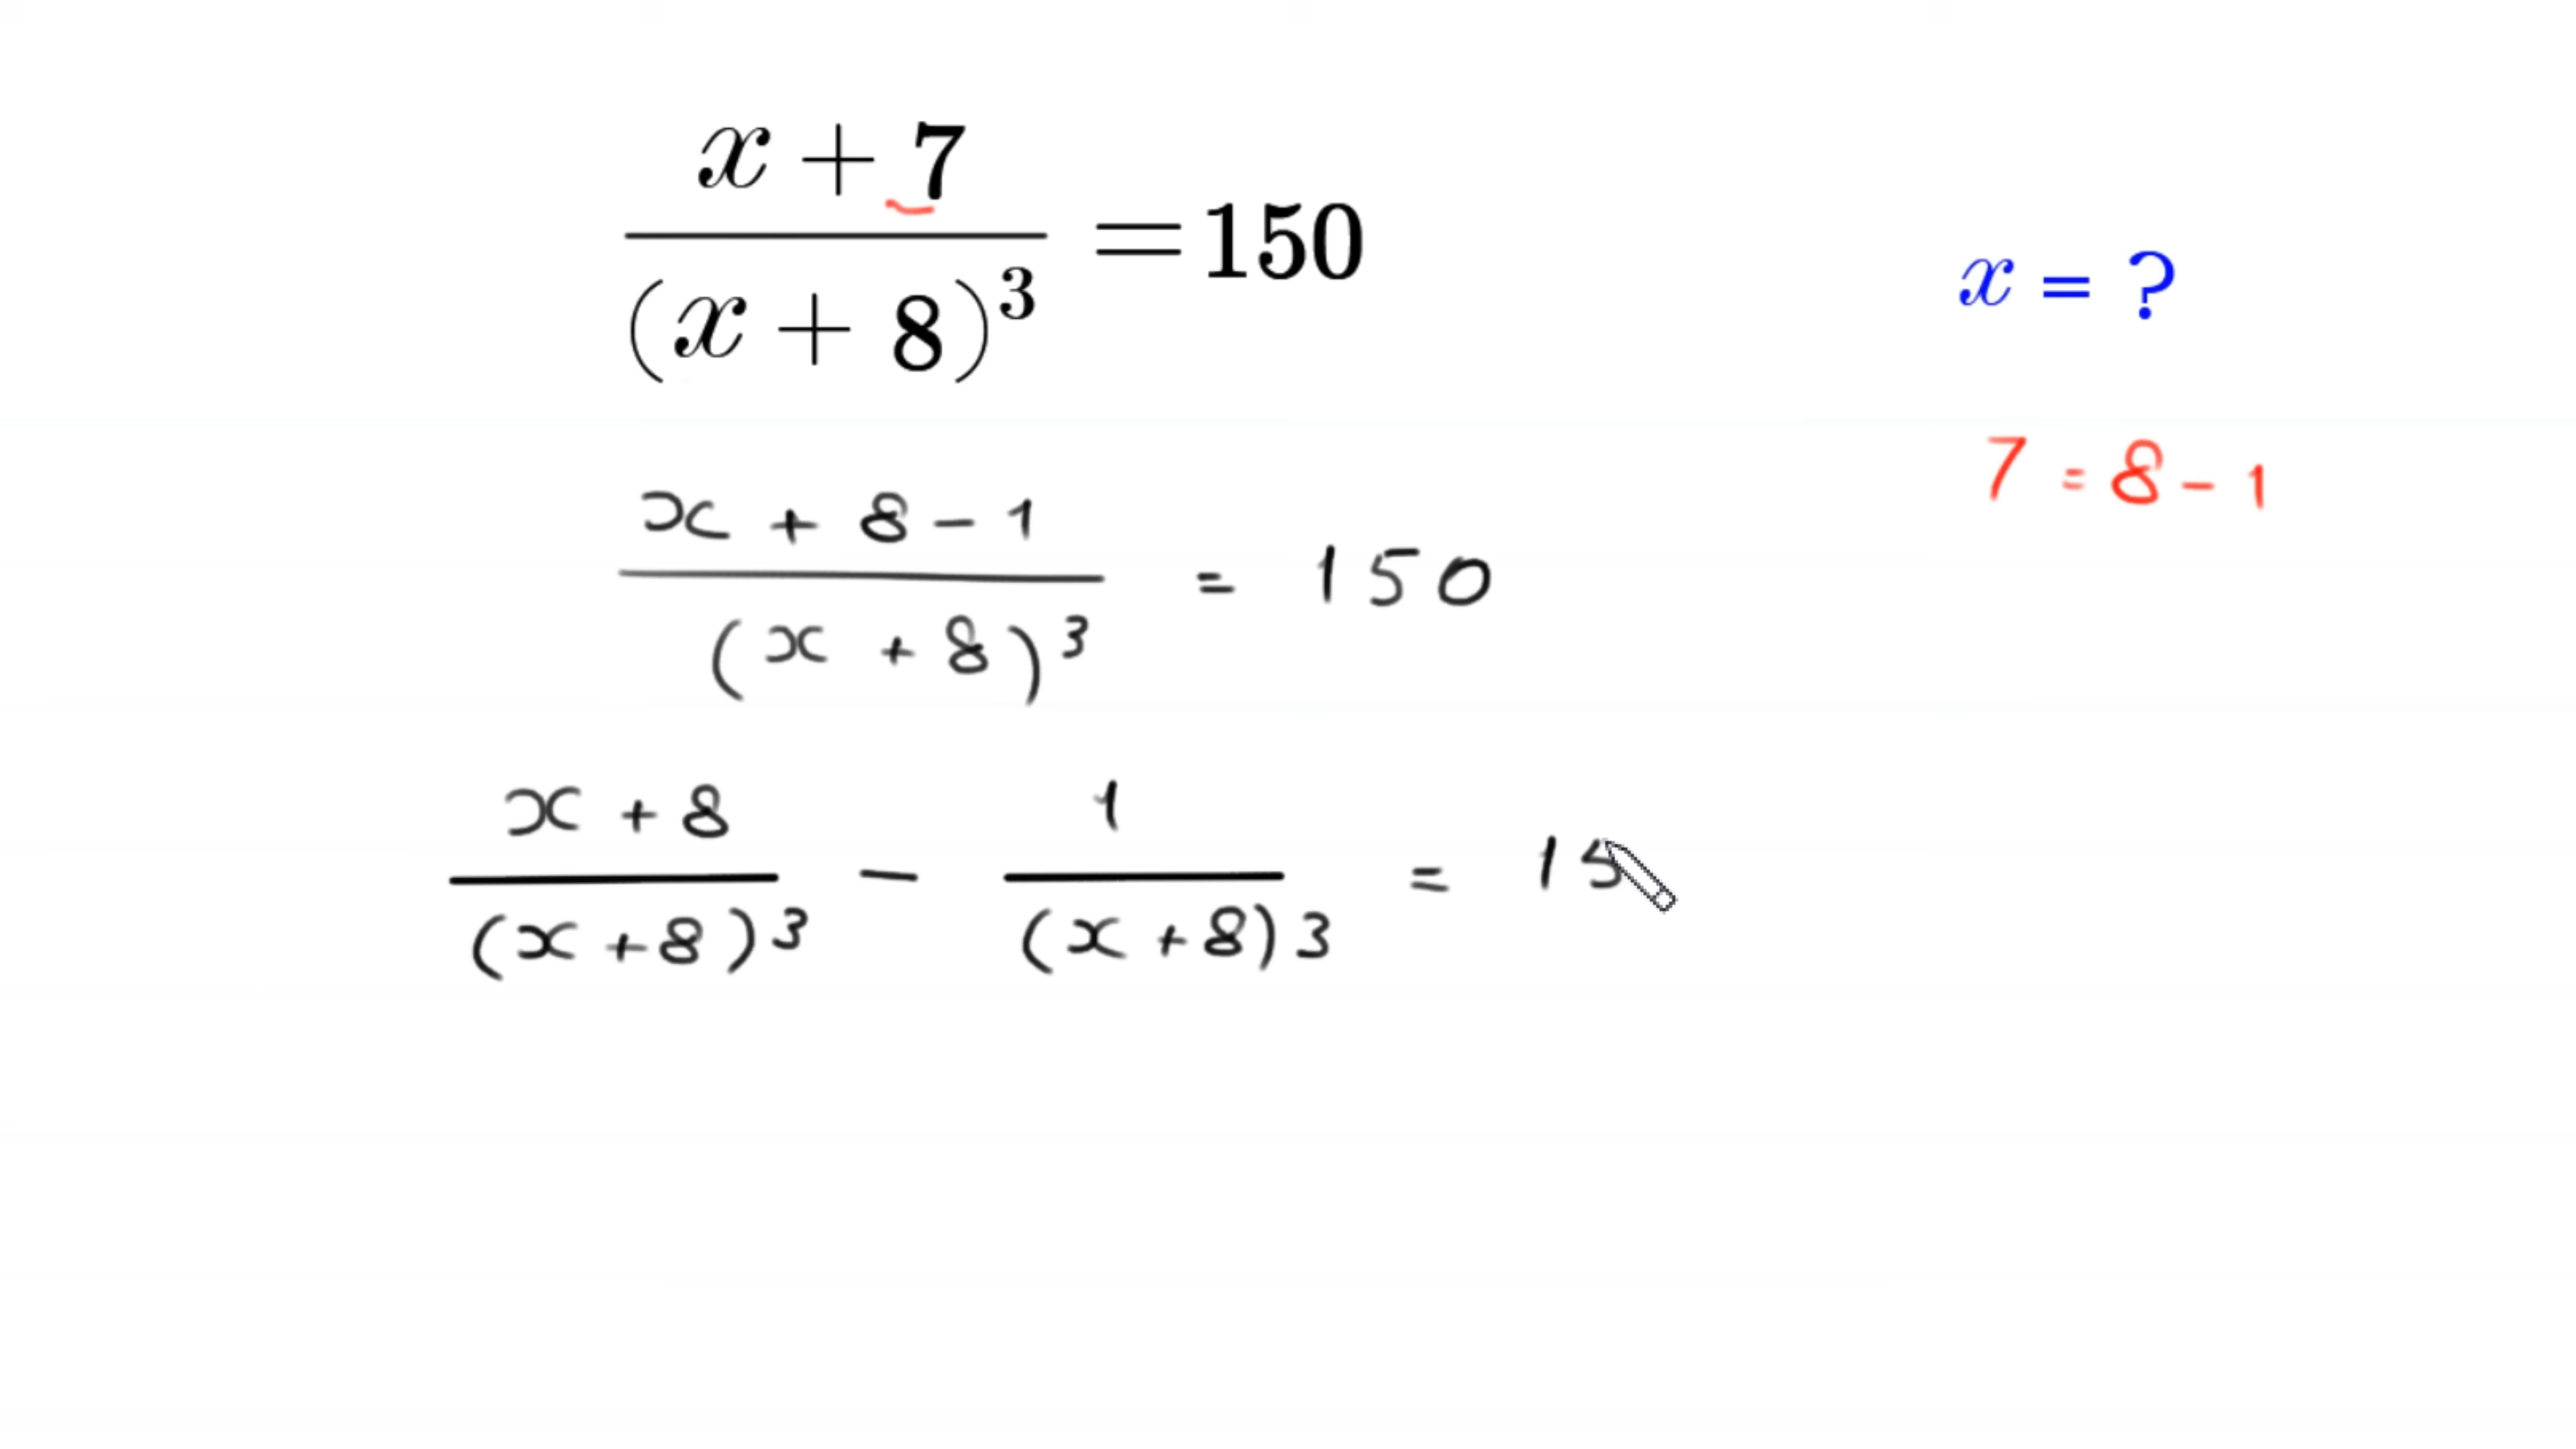 x + 7
(x + 8)³ = 150
x = ?
7 = 8 - 1
x + 8 - 1
(x + 8)³ = 150
x + 8
(x + 8)³ - 1
(x + 8)3 = 15